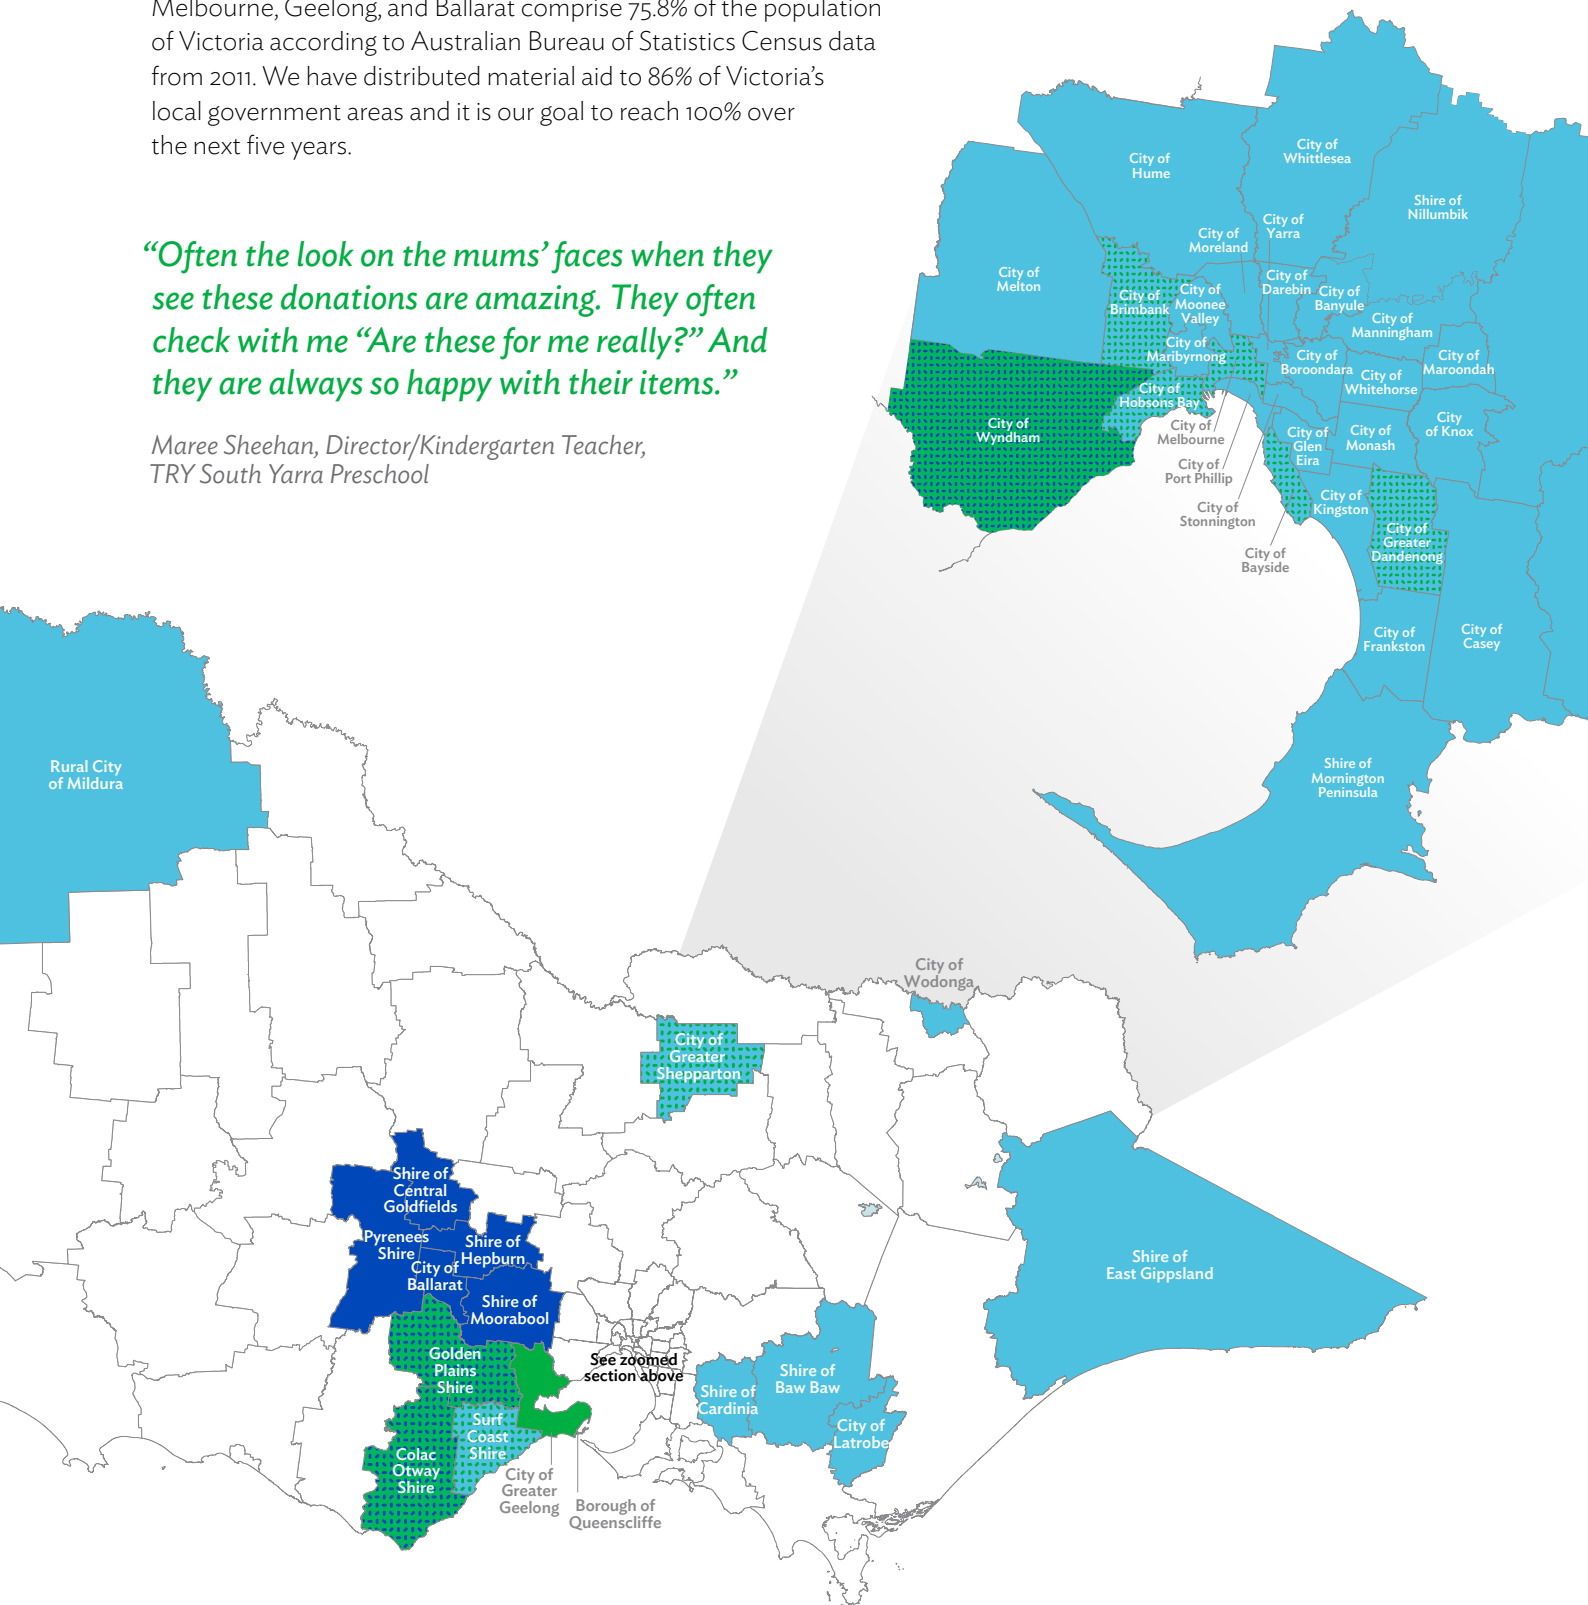 Melbourne, Geelong, and Ballarat comprise 75.8% of the population
of Victoria according to Australian Bureau of Statistics Census data
from 2011. We have distributed material aid to 86% of Victoria’s
local government areas and it is our goal to reach 100% over
the next five years.
“Often the look on the mums’ faces when they
see these donations are amazing. They often
check with me “Are these for me really?” And
they are always so happy with their items.”
Maree Sheehan, Director/Kindergarten Teacher,
TRY South Yarra Preschool
City of
Hume
City of
Whittlesea
Shire of
Nillumbik
City of
Yarra
City of
Moreland
City of
Melton
City of
Darebin
City of
Banyule
City of
Brimbank
City of
Moonee
Valley
City of
Manningham
City of
Maribyrnong
City of
Boroondara
City of
Maroondah
City of
Whitehorse
City of
Hobsons Bay
City of
Wyndham
City of
Melbourne
City of
Glen
Eira
City of
Monash
City
of Knox
City of
Port Phillip
City of
Kingston
City of
Stonnington
City of
Greater
Dandenong
City of
Bayside
City of
Frankston
City of
Casey
Shire of
Mornington
Peninsula
Rural City
of Mildura
City of
Wodonga
City of
Greater
Shepparton
Shire of
Central
Goldfields
Pyrenees
Shire
Shire of
Hepburn
City of
Ballarat
Shire of
Moorabool
Shire of
East Gippsland
Golden
Plains
Shire
See zoomed
section above
Shire of
Cardinia
Shire of
Baw Baw
City of
Latrobe
Surf
Coast
Shire
Colac
Otway
Shire
City of
Greater
Geelong
Borough of
Queenscliffe